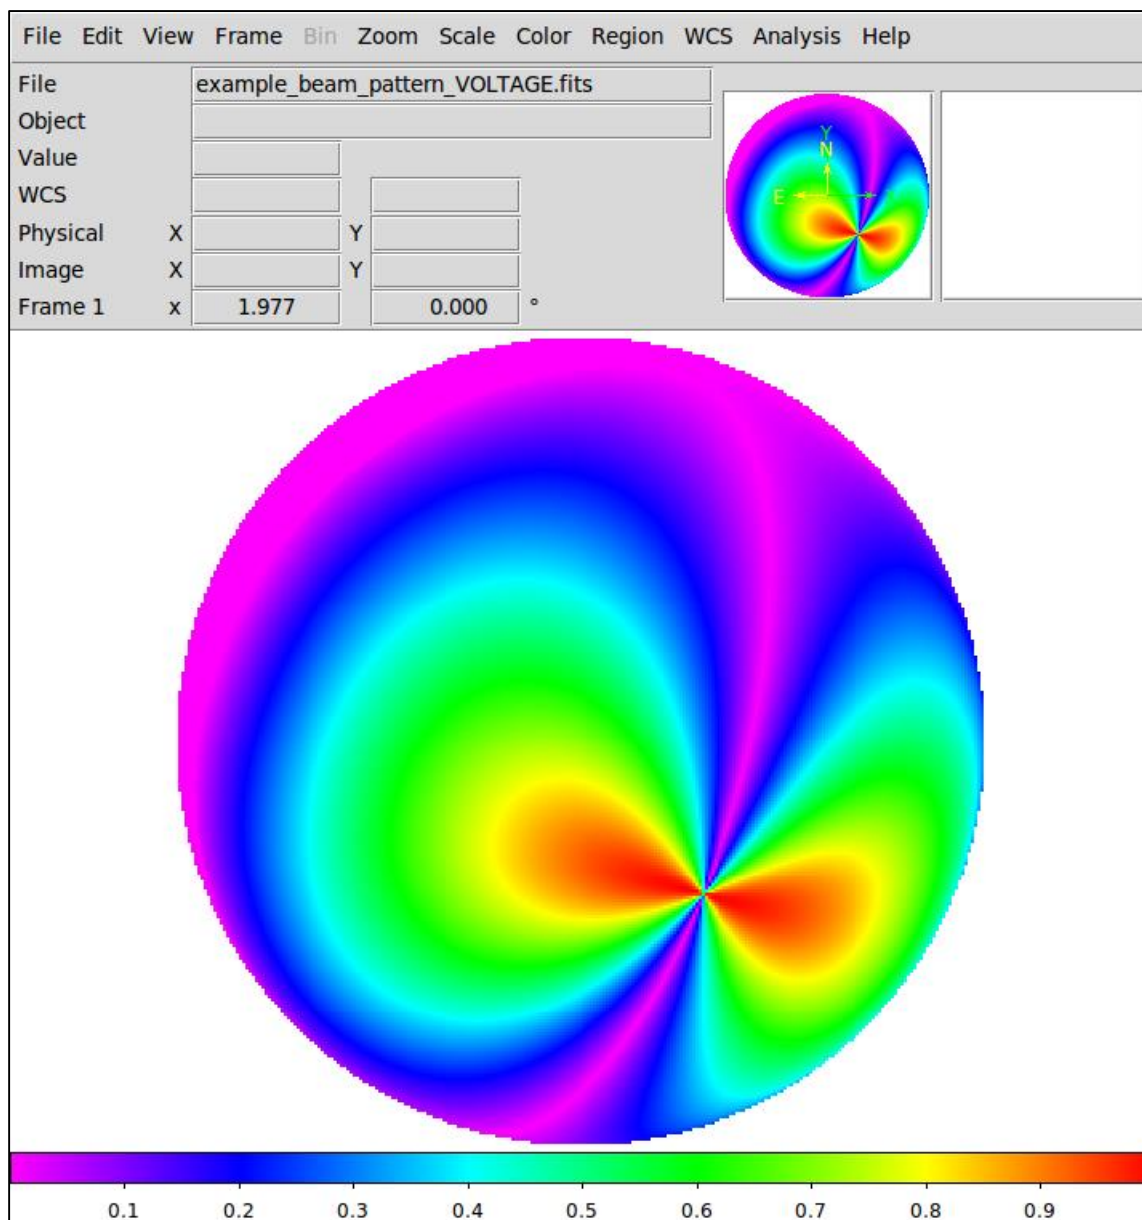 File Edit View Frame Bin Zoom Scale Color Region WCS Analysis Help
File example_beam_pattern_VOLTAGE.fits
Object
Value
WCS
Physical X Y
Image X Y
Frame 1 x 1.977 0.000 °
Y
N
E
0.1 0.2 0.3 0.4 0.5 0.6 0.7 0.8 0.9